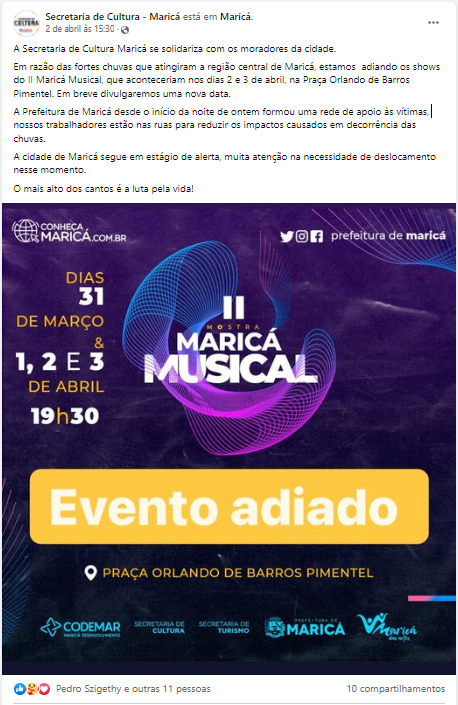 Secretaria de Cultura - Maricá está em Maricá.
2 de abril às 15:30 ·
A Secretaria de Cultura Maricá se solidariza com os moradores da cidade.
Em razão das fortes chuvas que atingiram a região central de Maricá, estamos adiando os shows
do II Maricá Musical, que aconteceriam nos dias 2 e 3 de abril, na Praça Orlando de Barros
Pimentel. Em breve divulgaremos uma nova data.
A Prefeitura de Maricá desde o início da noite de ontem formou uma rede de apoio às vítimas,
nossos trabalhadores estão nas ruas para reduzir os impactos causados em decorrência das
chuvas.
A cidade de Maricá segue em estágio de alerta, muita atenção na necessidade de deslocamento
nesse momento.
O mais alto dos cantos é a luta pela vida!
CONHEÇA
MARICÁ.COM.BR
prefeitura de maricá
DIAS
31
DE MARÇO
&
1, 2 E 3
DE ABRIL
19h30
II
MOSTRA
MARICÁ
MUSICAL
Evento adiado
PRAÇA ORLANDO DE BARROS PIMENTEL
CODEMAR
MARICÁ DESENVOLVIMENTO
SECRETARIA DE
CULTURA
SECRETARIA DE
TURISMO
PREFEITURA DE
MARICÁ
Maricá
das artes
Pedro Szigethy e outras 11 pessoas
10 compartilhamentos